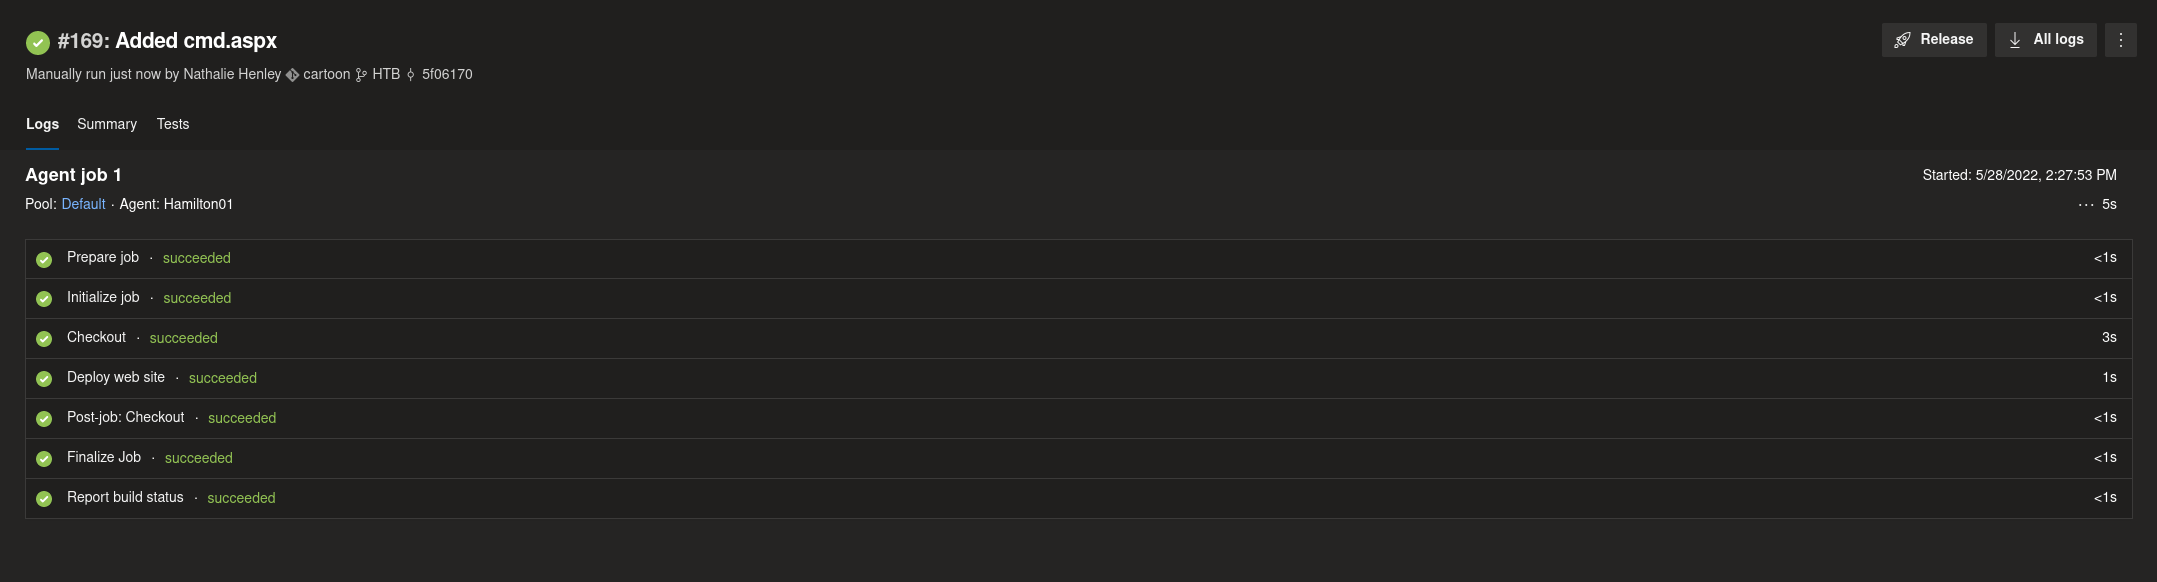 #169: Added cmd.aspx
Release
All logs
Manually run just now by Nathalie Henley cartoon HTB 5f06170
Logs Summary Tests
Agent job 1
Started: 5/28/2022, 2:27:53 PM
Pool: Default · Agent: Hamilton01
··· 5s
Prepare job · succeeded <1s
Initialize job · succeeded <1s
Checkout · succeeded 3s
Deploy web site · succeeded 1s
Post-job: Checkout · succeeded <1s
Finalize Job · succeeded <1s
Report build status · succeeded <1s